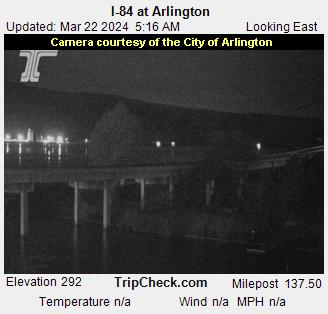 I-84 at Arlington
Updated: Mar 22 2024 5:16 AM Looking East
Camera courtesy of the City of Arlington
Elevation 292 TripCheck.com Milepost 137.50
Temperature n/a Wind n/a MPH n/a